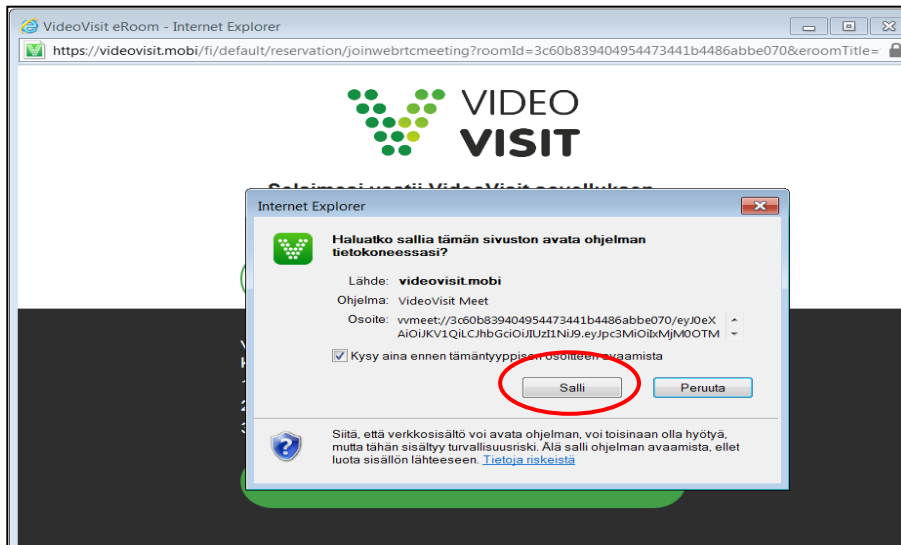 VideoVisit eRoom - Internet Explorer
https://videovisit.mobi/fi/default/reservation/joinwebrtcmeeting?roomId=3c60b839404954473441b4486abbe070&eroomTitle=
VIDEO
VISIT
Internet Explorer
Haluatko sallia tämän sivuston avata ohjelman
tietokoneessasi?
Lähde: videovisit.mobi
Ohjelma: VideoVisit Meet
Osoite: vvmeet://3c60b839404954473441b4486abbe070/eyJ0eX
AiOiJKV1QiLCJhbGciOiJIUzI1NiJ9.eyJpc3MiOiIxMjM0OTM
Kysy aina ennen tämäntyyppisen osoitteen avaamista
Salli
Peruuta
Siitä, että verkkosisältö voi avata ohjelman, voi toisinaan olla hyötyä,
mutta tähän sisältyy turvallisuusriski. Älä salli ohjelman avaamista, ellet
luota sisällön lähteeseen. Tietoja riskeistä